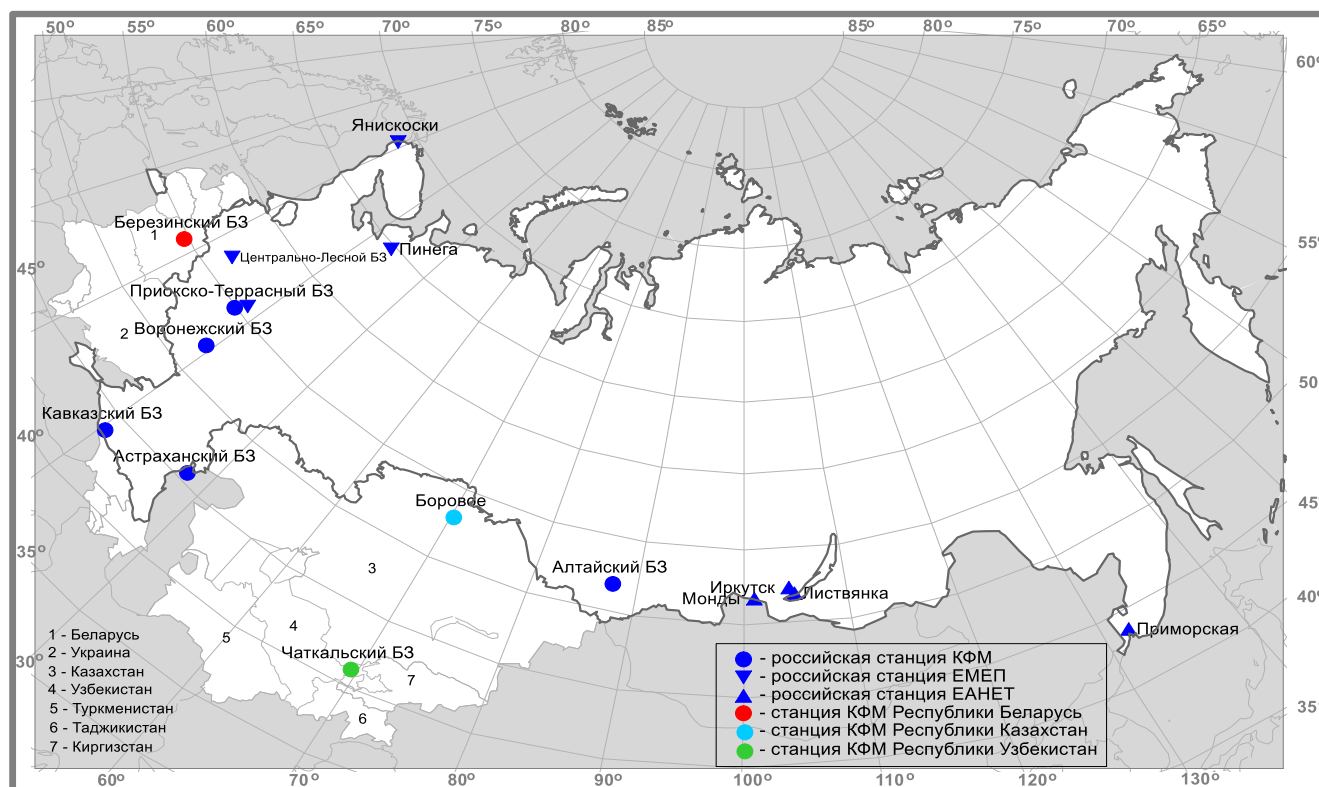 50° 55° 60° 65° 70° 75° 80° 85° 85° 80° 75° 70° 65°
60°
Янискоски
Березинский БЗ
1
Центрально-Лесной БЗ
Пинега
55°
45°
Приокско-Террасный БЗ
2 Воронежский БЗ
50°
Кавказский БЗ
40°
Астраханский БЗ
Боровое
45°
35°
3
Алтайский БЗ
Иркутск
Монды
Листвянка
40°
4
5
Приморская
1 - Беларусь
2 - Украина
3 - Казахстан
4 - Узбекистан
5 - Туркменистан
6 - Таджикистан
7 - Киргизстан
Чаткальский БЗ
30°
7
6
- российская станция КФМ
- российская станция ЕМЕП
- российская станция ЕАНЕТ
- станция КФМ Республики Беларусь
- станция КФМ Республики Казахстан
- станция КФМ Республики Узбекистан
35°
60° 70° 80° 90° 100° 110° 120° 130°